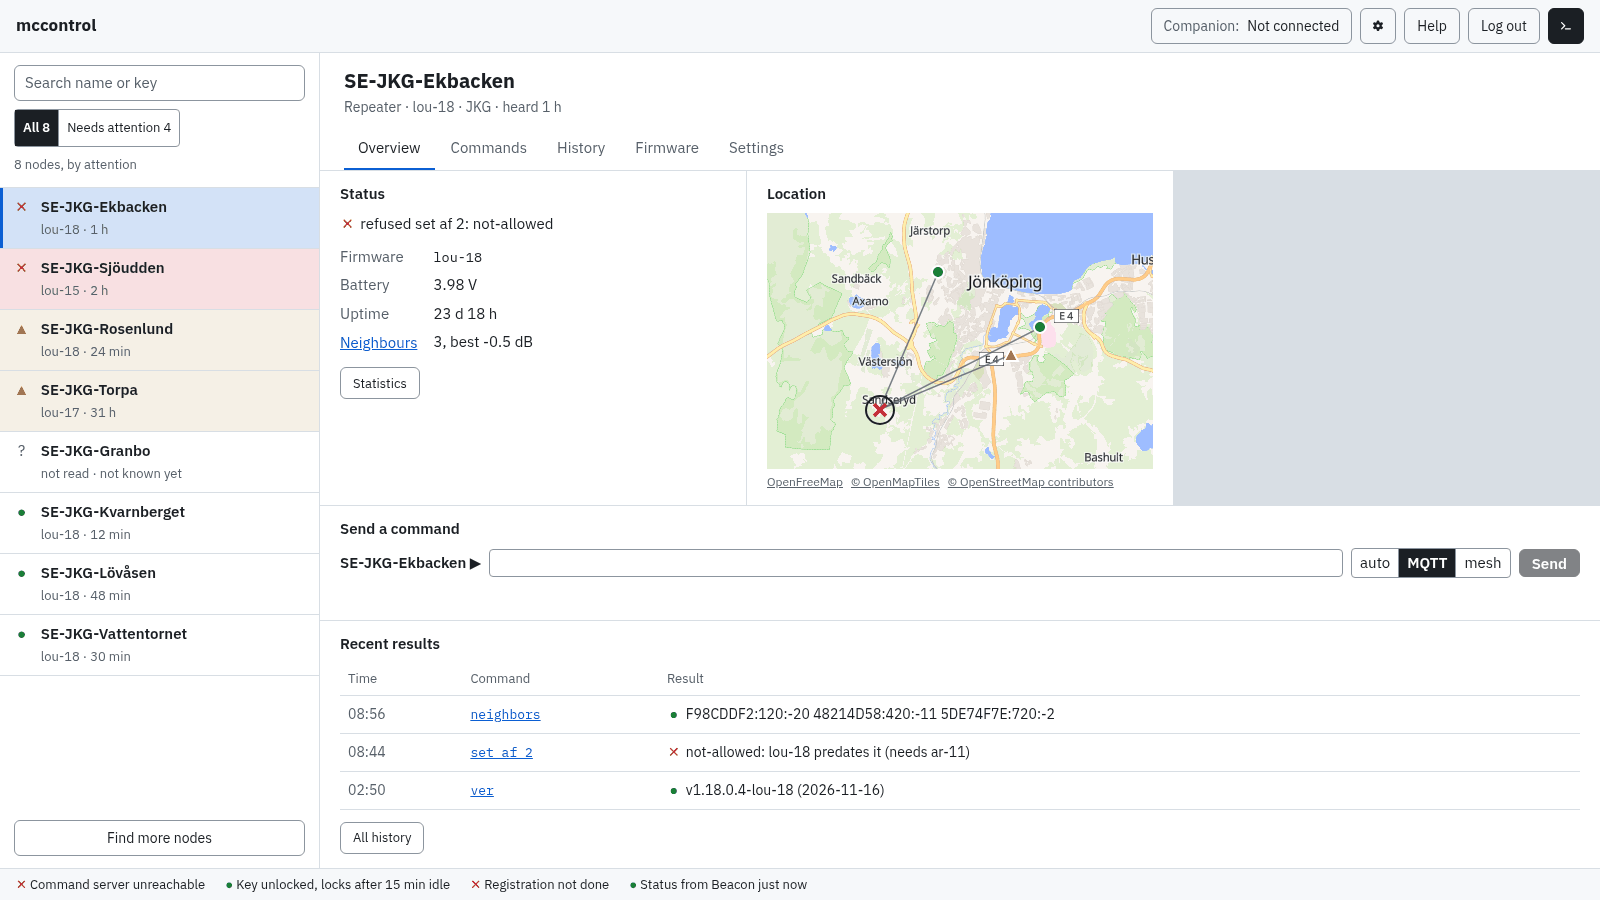 mccontrol
Companion: Not connected
Help
Log out
Search name or key
All 8
Needs attention 4
8 nodes, by attention
SE-JKG-Ekbacken
lou-18 · 1 h
SE-JKG-Sjöudden
lou-15 · 2 h
SE-JKG-Rosenlund
lou-18 · 24 min
SE-JKG-Torpa
lou-17 · 31 h
? SE-JKG-Granbo
not read · not known yet
SE-JKG-Kvarnberget
lou-18 · 12 min
SE-JKG-Lövåsen
lou-18 · 48 min
SE-JKG-Vattentornet
lou-18 · 30 min
Find more nodes
SE-JKG-Ekbacken
Repeater · lou-18 · JKG · heard 1 h
Overview
Commands
History
Firmware
Settings
Status
refused set af 2: not-allowed
Firmware lou-18
Battery 3.98 V
Uptime 23 d 18 h
Neighbours 3, best -0.5 dB
Statistics
Location
Järstorp
Hus
Sandbäck
Jönköping
Axamo
E 4
Västersjön
E 4
Sandseryd
Bashult
OpenFreeMap © OpenMapTiles © OpenStreetMap contributors
Send a command
SE-JKG-Ekbacken ▶
auto
MQTT
mesh
Send
Recent results
Time Command Result
08:56 neighbors F98CDDF2:120:-20 48214D58:420:-11 5DE74F7E:720:-2
08:44 set af 2 not-allowed: lou-18 predates it (needs ar-11)
02:50 ver v1.18.0.4-lou-18 (2026-11-16)
All history
Command server unreachable
Key unlocked, locks after 15 min idle
Registration not done
Status from Beacon just now